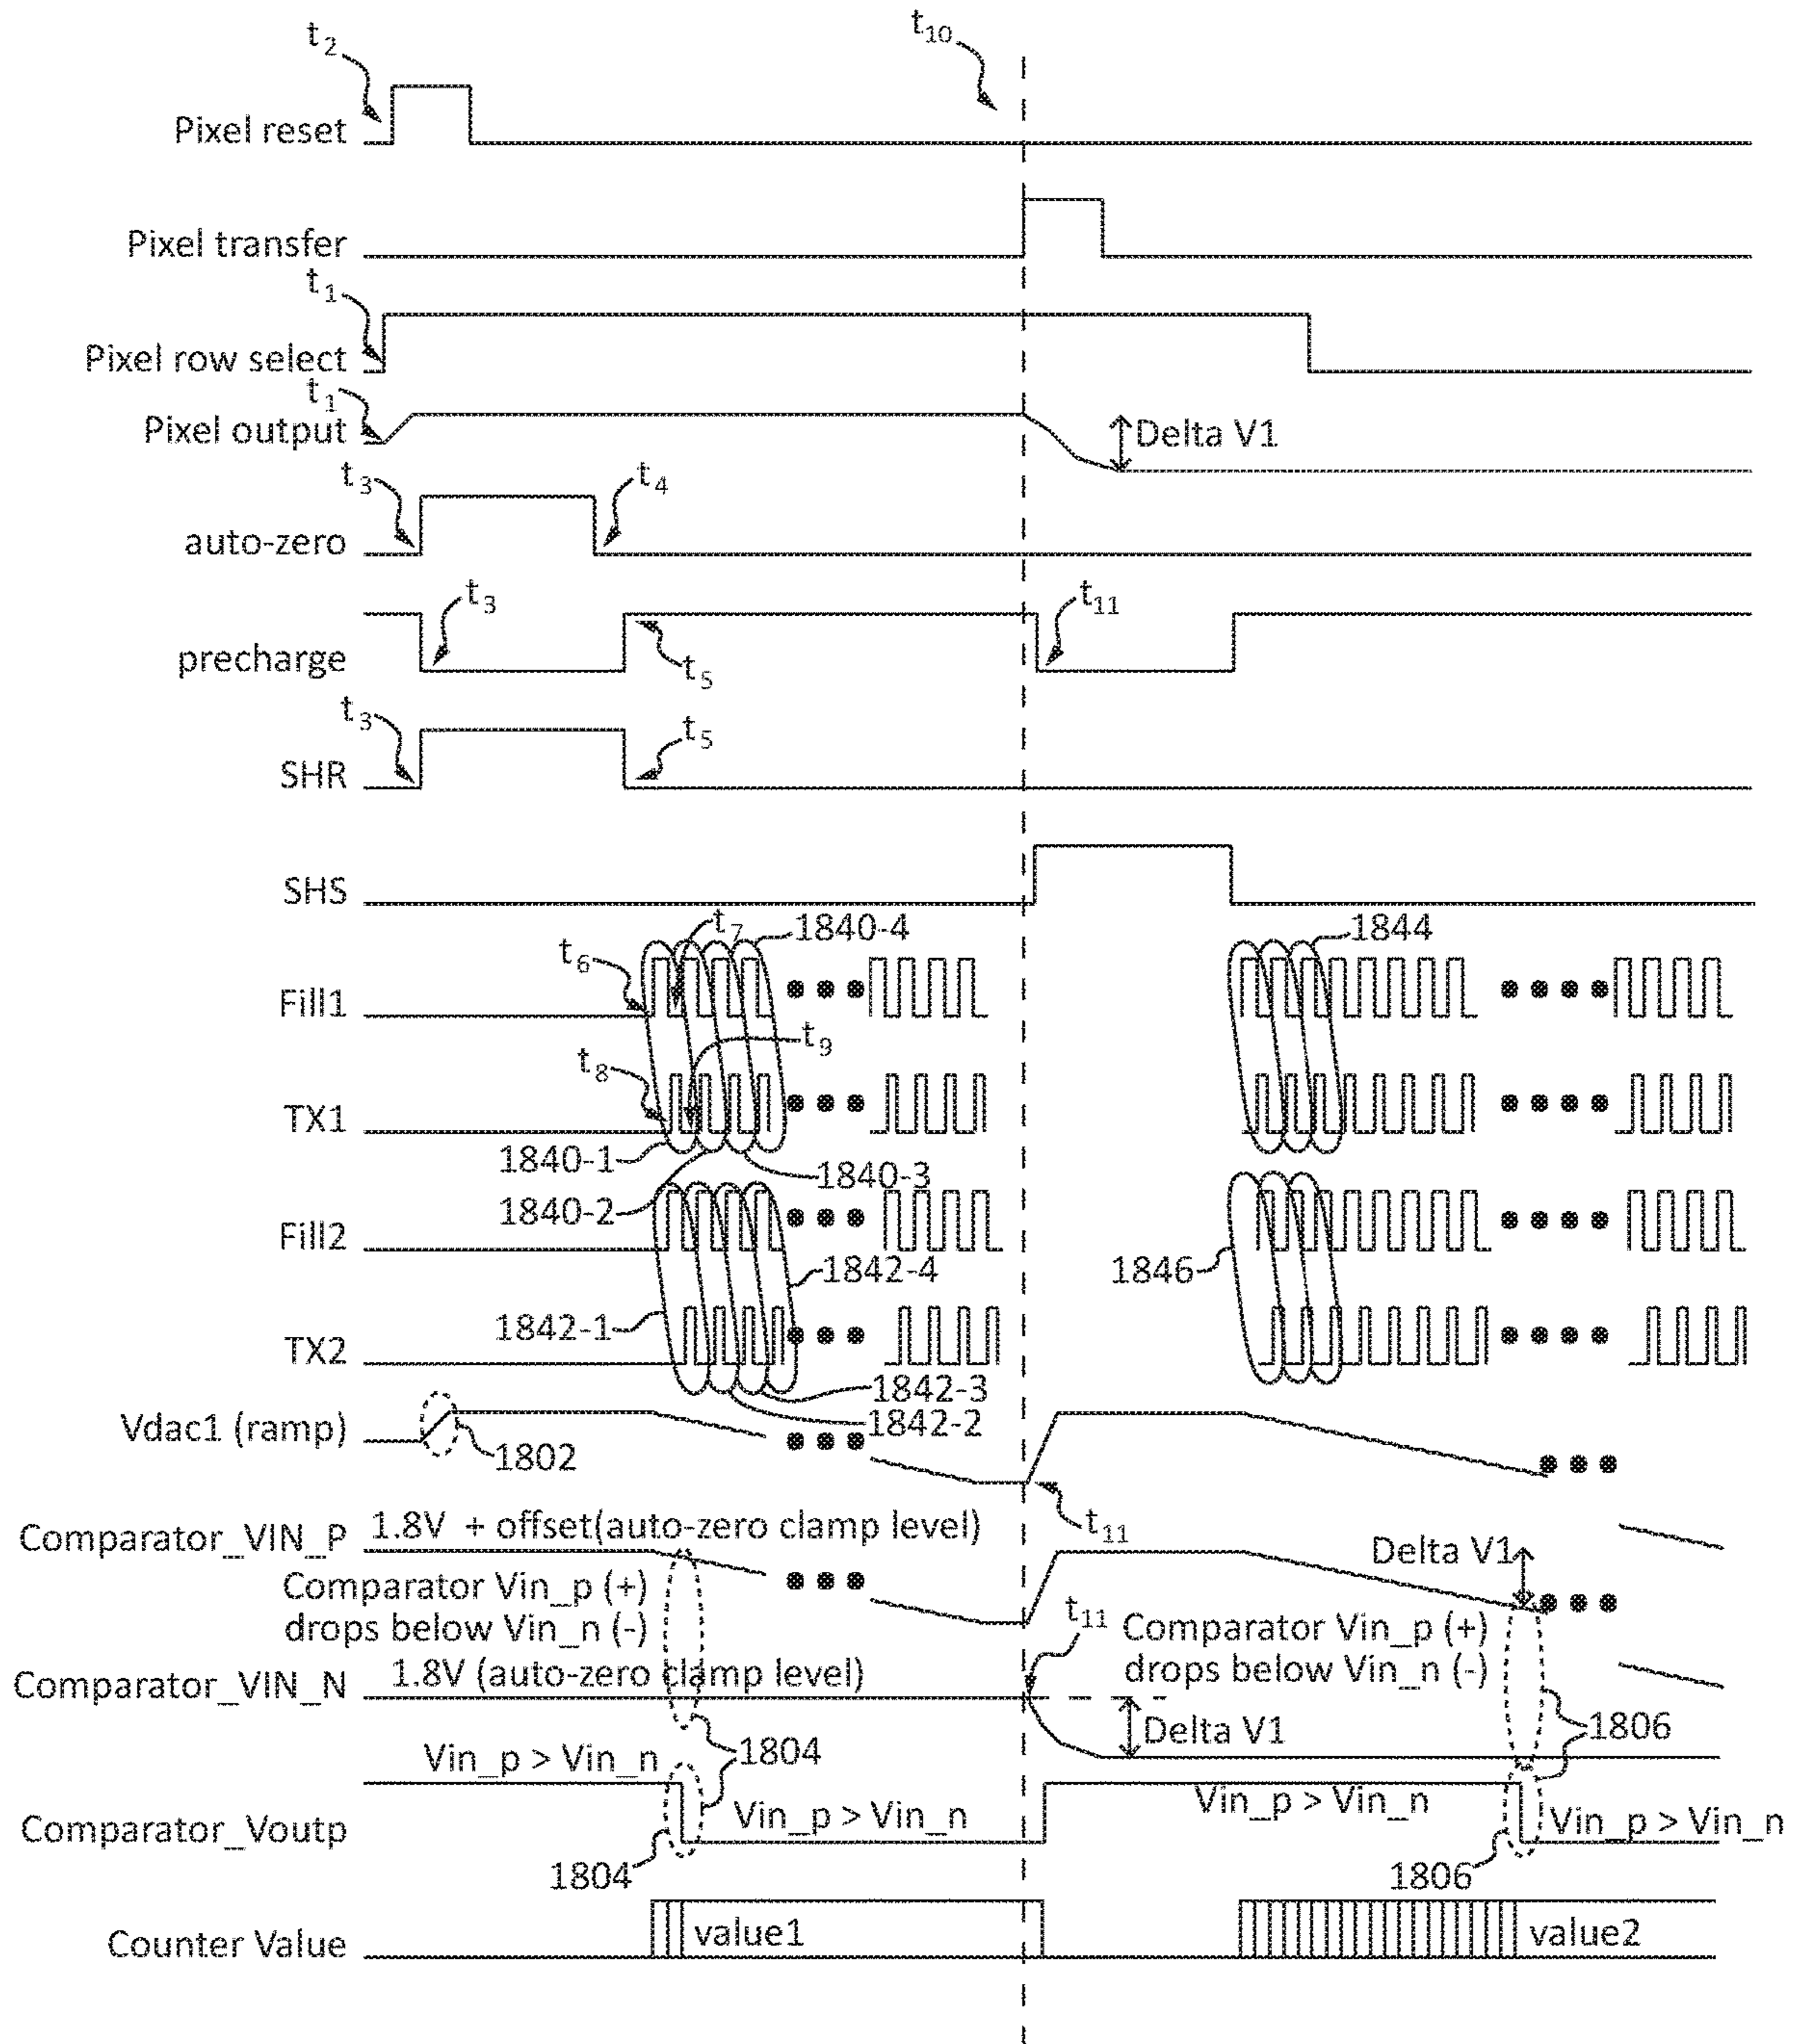 t2
t10
Pixel reset
Pixel transfer
t1
Pixel row select
t1
Pixel output
Delta V1
t3
t4
auto-zero
t3
t11
precharge
t5
t3
t5
SHR
SHS
t7
1840-4
1844
t6
Fill1
t9
t8
TX1
1840-1
1840-3
1840-2
Fill2
1842-4
1846
1842-1
TX2
1842-3
1842-2
Vdac1 (ramp)
1802
t11
Comparator_VIN_P
1.8V + offset(auto-zero clamp level)
Delta V1
Comparator Vin_p (+)
drops below Vin_n (-)
t11
Comparator Vin_p (+)
drops below Vin_n (-)
Comparator_VIN_N
1.8V (auto-zero clamp level)
Delta V1
1804
1806
Vin_p > Vin_n
Vin_p > Vin_n
Vin_p > Vin_n
Vin_p > Vin_n
Comparator_Voutp
1804
1806
Counter Value
value1
value2